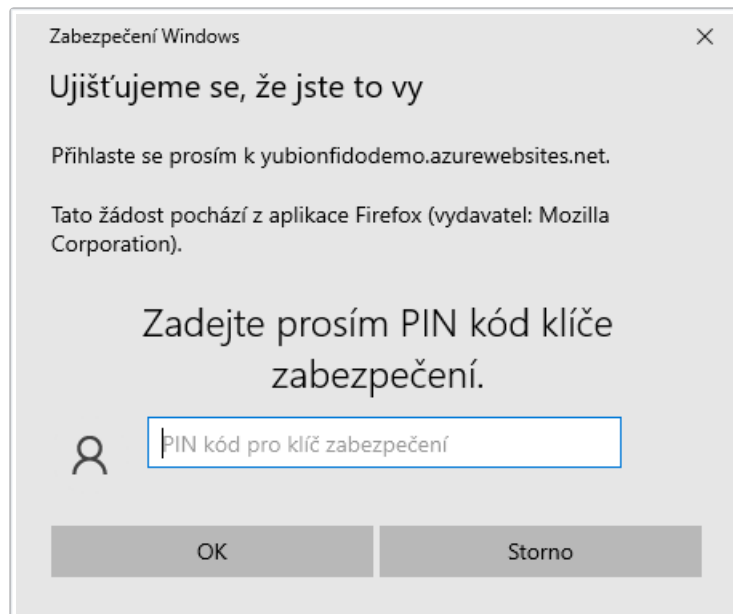 Zabezpečení Windows
Ujišťujeme se, že jste to vy
Přihlaste se prosím k yubionfidodemo.azurewebsites.net.
Tato žádost pochází z aplikace Firefox (vydavatel: Mozilla
Corporation).
Zadejte prosím PIN kód klíče
zabezpečení.
PIN kód pro klíč zabezpečení
OK
Storno